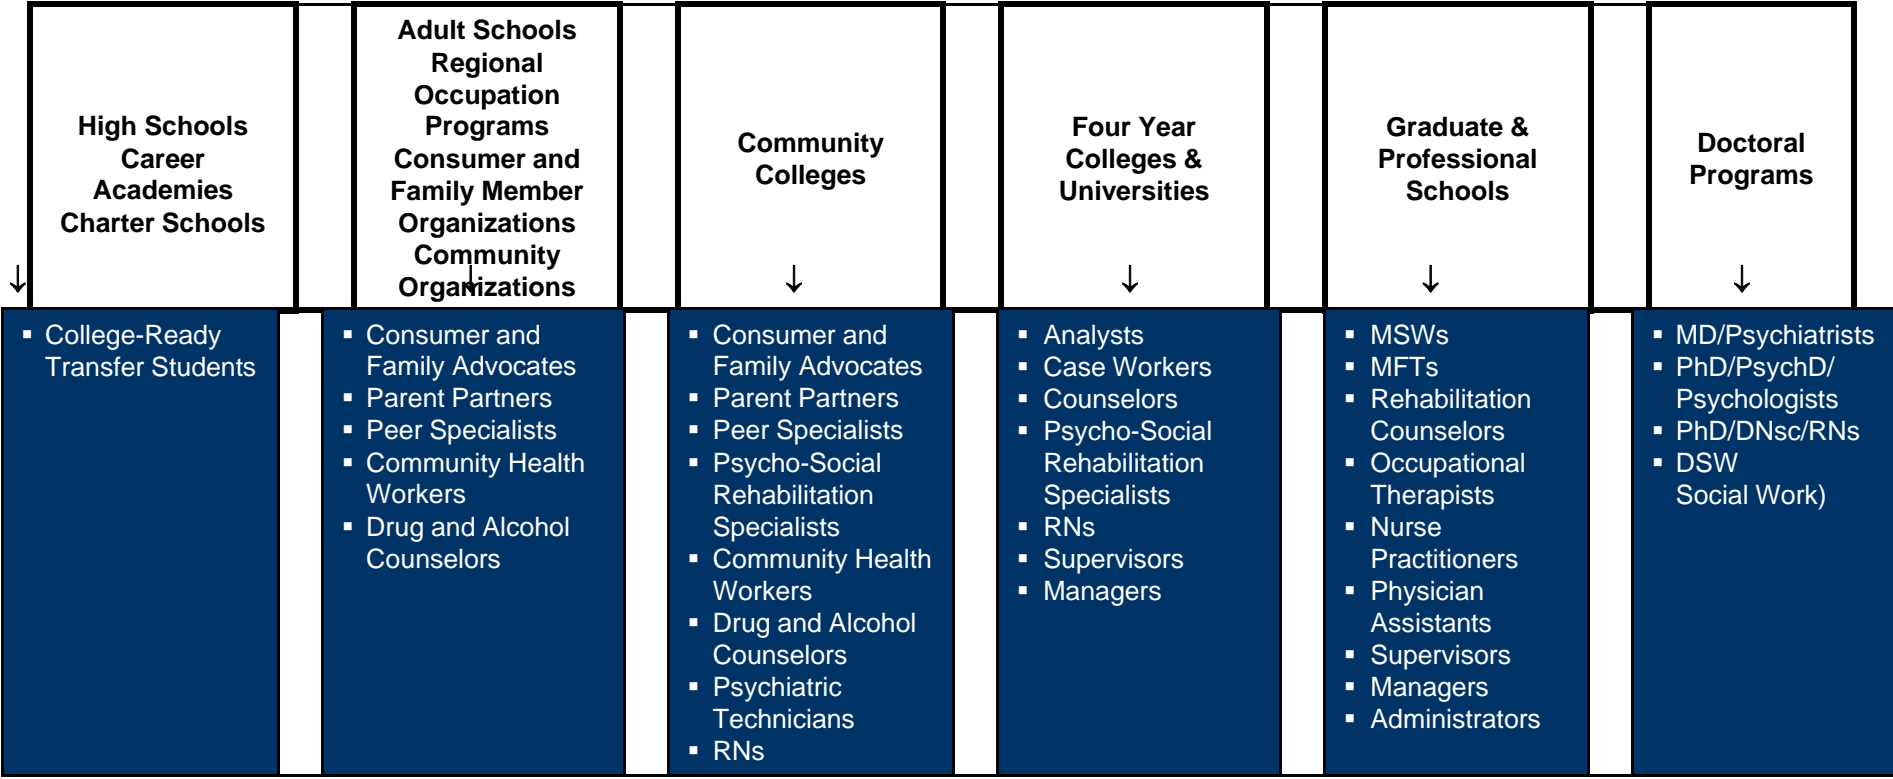 High Schools
Career
Academies
Charter Schools
↓
Adult Schools
Regional
Occupation
Programs
Consumer and
Family Member
Organizations
Community
Organizations
↓
Community
Colleges
↓
Four Year
Colleges &
Universities
↓
Graduate &
Professional
Schools
↓
Doctoral
Programs
↓
▪ College-Ready
Transfer Students
▪ Consumer and
Family Advocates
▪ Parent Partners
▪ Peer Specialists
▪ Community Health
Workers
▪ Drug and Alcohol
Counselors
▪ Consumer and
Family Advocates
▪ Parent Partners
▪ Peer Specialists
▪ Psycho-Social
Rehabilitation
Specialists
▪ Community Health
Workers
▪ Drug and Alcohol
Counselors
▪ Psychiatric
Technicians
▪ RNs
▪ Analysts
▪ Case Workers
▪ Counselors
▪ Psycho-Social
Rehabilitation
Specialists
▪ RNs
▪ Supervisors
▪ Managers
▪ MSWs
▪ MFTs
▪ Rehabilitation
Counselors
▪ Occupational
Therapists
▪ Nurse
Practitioners
▪ Physician
Assistants
▪ Supervisors
▪ Managers
▪ Administrators
▪ MD/Psychiatrists
▪ PhD/PsychD/
Psychologists
▪ PhD/DNsc/RNs
▪ DSW
Social Work)